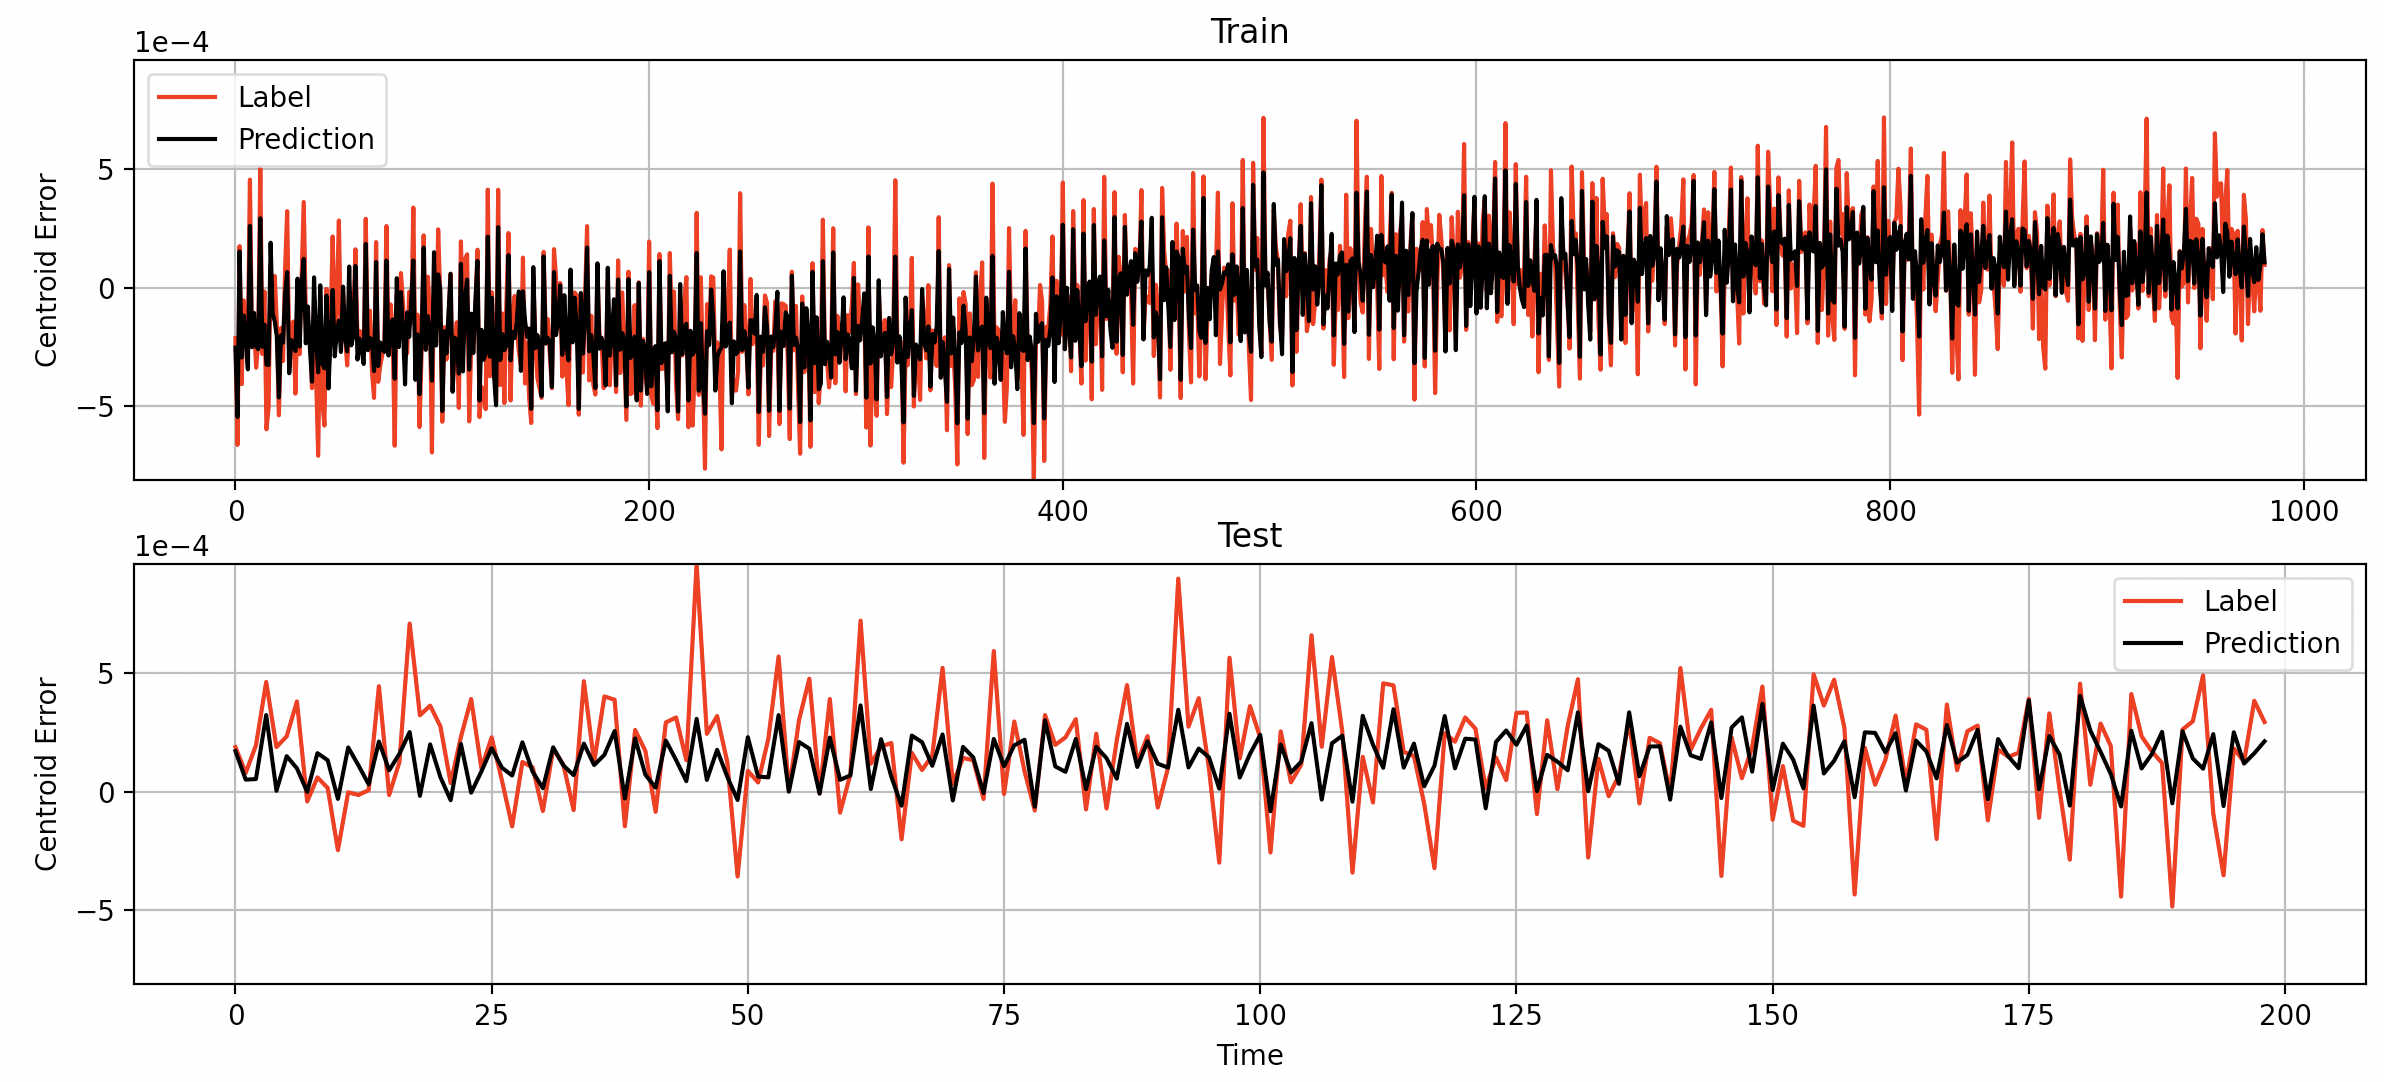 Train
1e−4
Label
Prediction
Centroid Error
5
0
−5
0 200 400 600 800 1000
Test
1e−4
Label
Prediction
Centroid Error
5
0
−5
0 25 50 75 100 125 150 175 200
Time